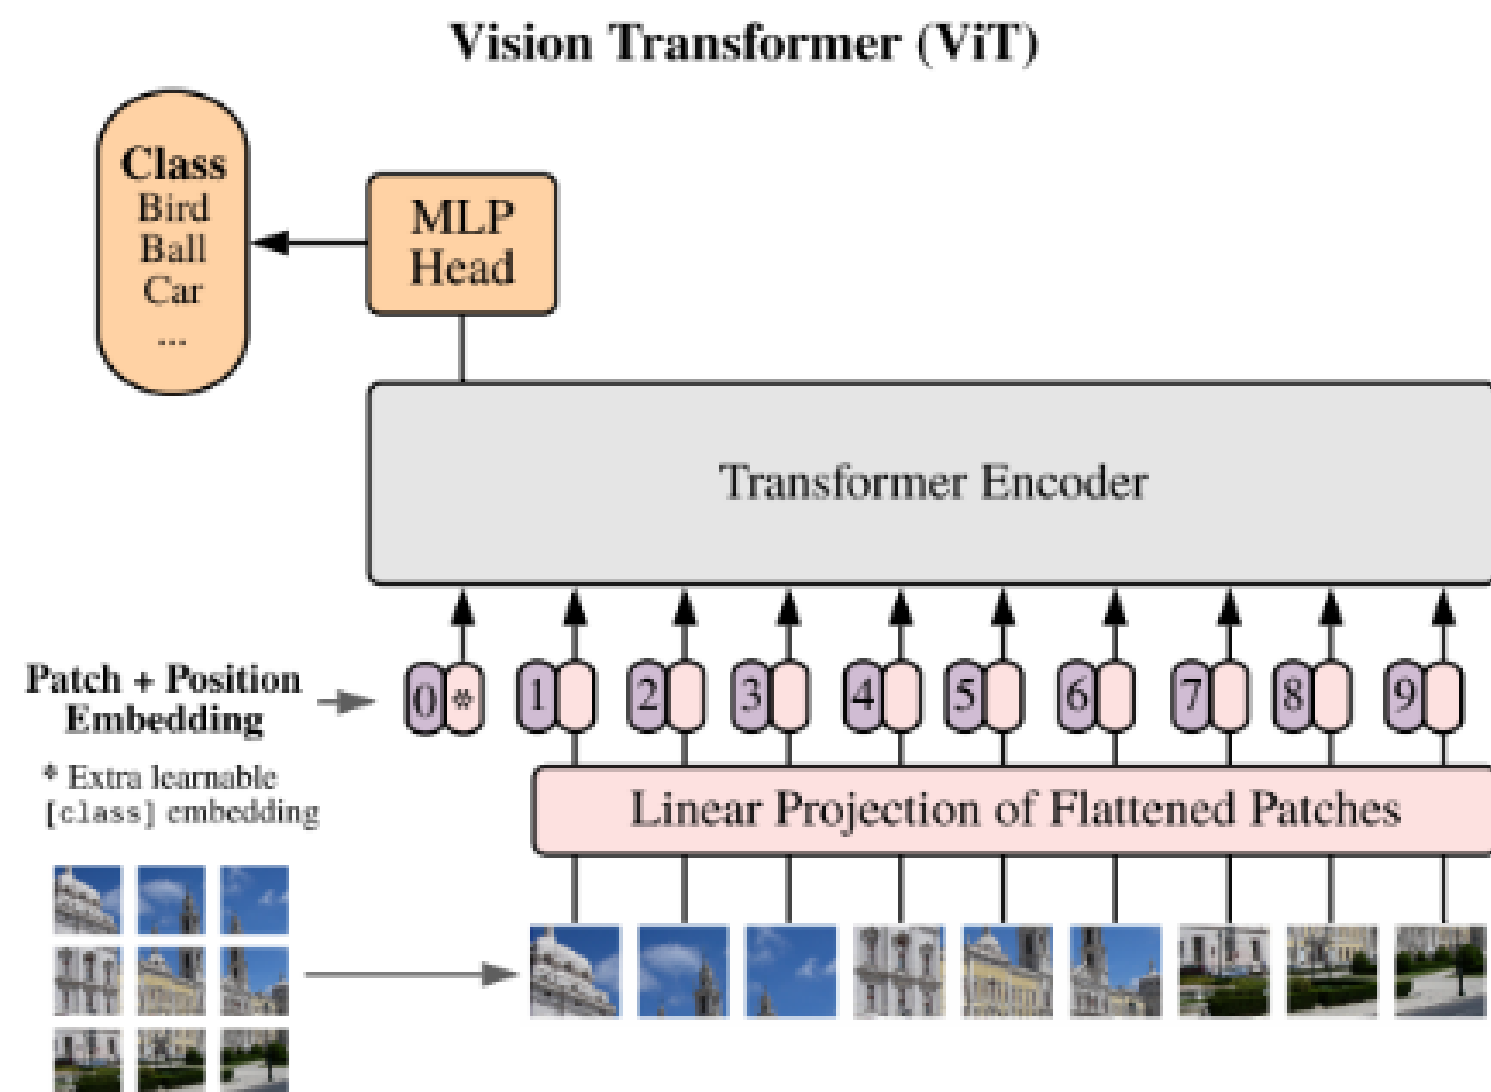 Vision Transformer (ViT)
Class
Bird
Ball
Car
...
MLP
Head
Transformer Encoder
Patch + Position
Embedding
0 * 1 2 3 4 5 6 7 8 9
* Extra learnable
[class] embedding
Linear Projection of Flattened Patches